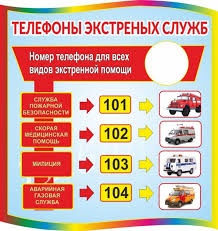 ТЕЛЕФОНЫ ЭКСТРЕННЫХ СЛУЖБ
Номер телефона для всех
видов экстренной помощи
СЛУЖБА
ПОЖАРНОЙ
БЕЗОПАСНОСТИ
101
СКОРАЯ
МЕДИЦИНСКАЯ
ПОМОЩЬ
102
МИЛИЦИЯ
103
АВАРИЙНАЯ
ГАЗОВАЯ
СЛУЖБА
104